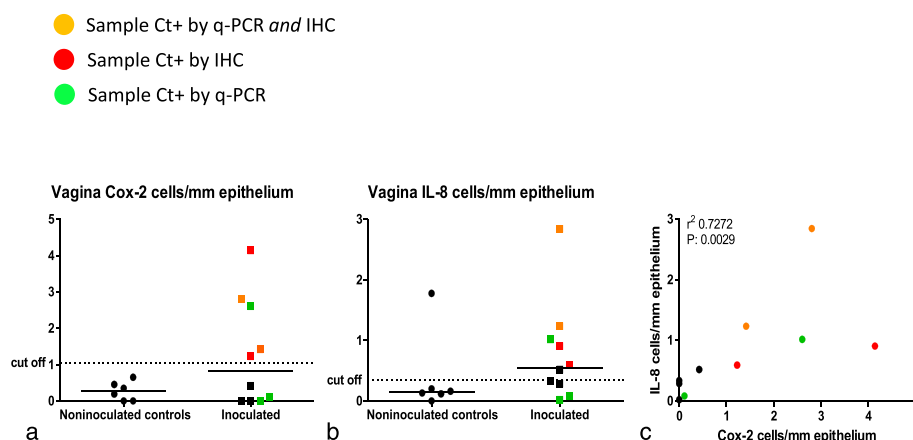 Sample Ct+ by q-PCR and IHC
Sample Ct+ by IHC
Sample Ct+ by q-PCR
Vagina Cox-2 cells/mm epithelium
5
4
3
2
1
0
cut off
Noninoculated controls
Inoculated
a
Vagina IL-8 cells/mm epithelium
3
2
1
0
cut off
Noninoculated controls
Inoculated
b
IL-8 cells/mm epithelium
3
2
1
0
r2 0.7272
P: 0.0029
0 1 2 3 4
Cox-2 cells/mm epithelium
c